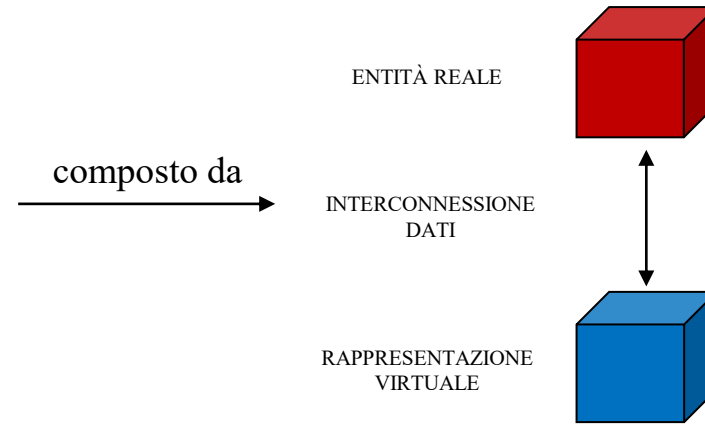 ENTITÀ REALE
composto da
INTERCONNESSIONE
DATI
RAPPRESENTAZIONE
VIRTUALE